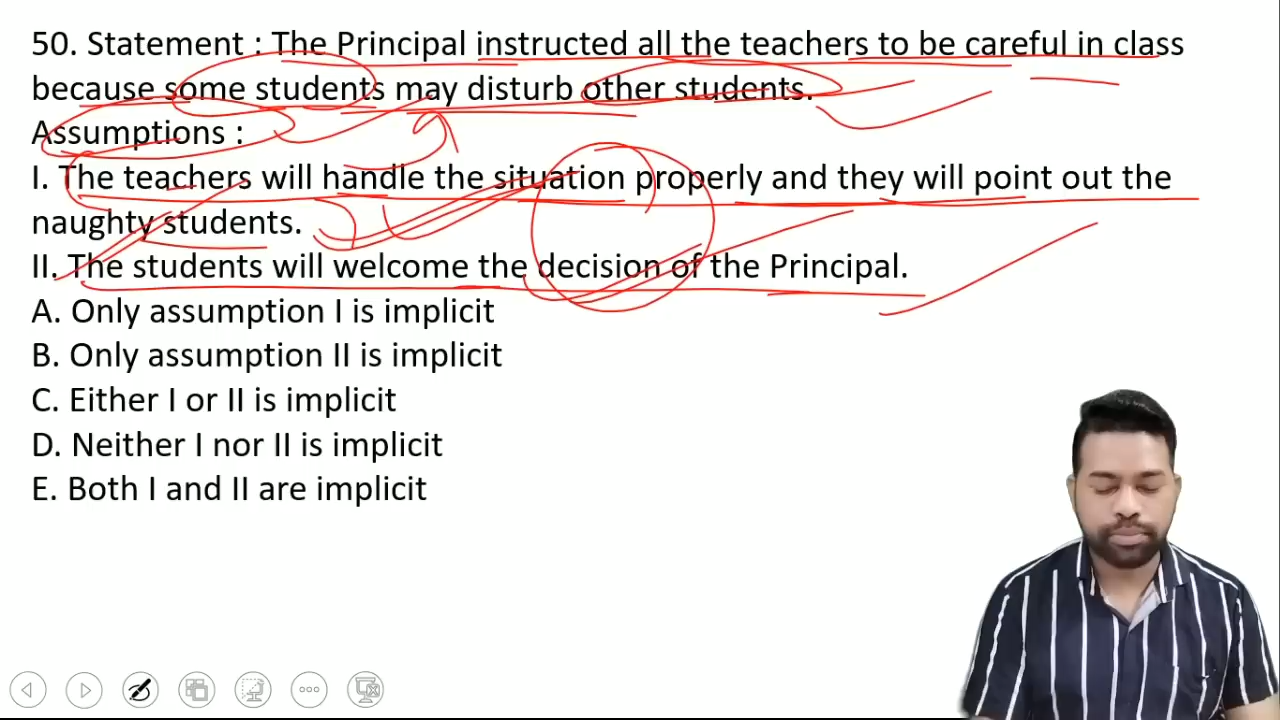 50. Statement : The Principal instructed all the teachers to be careful in class
because some students may disturb other students.
Assumptions :
I. The teachers will handle the situation properly and they will point out the
naughty students.
II. The students will welcome the decision of the Principal.
A. Only assumption I is implicit
B. Only assumption II is implicit
C. Either I or II is implicit
D. Neither I nor II is implicit
E. Both I and II are implicit